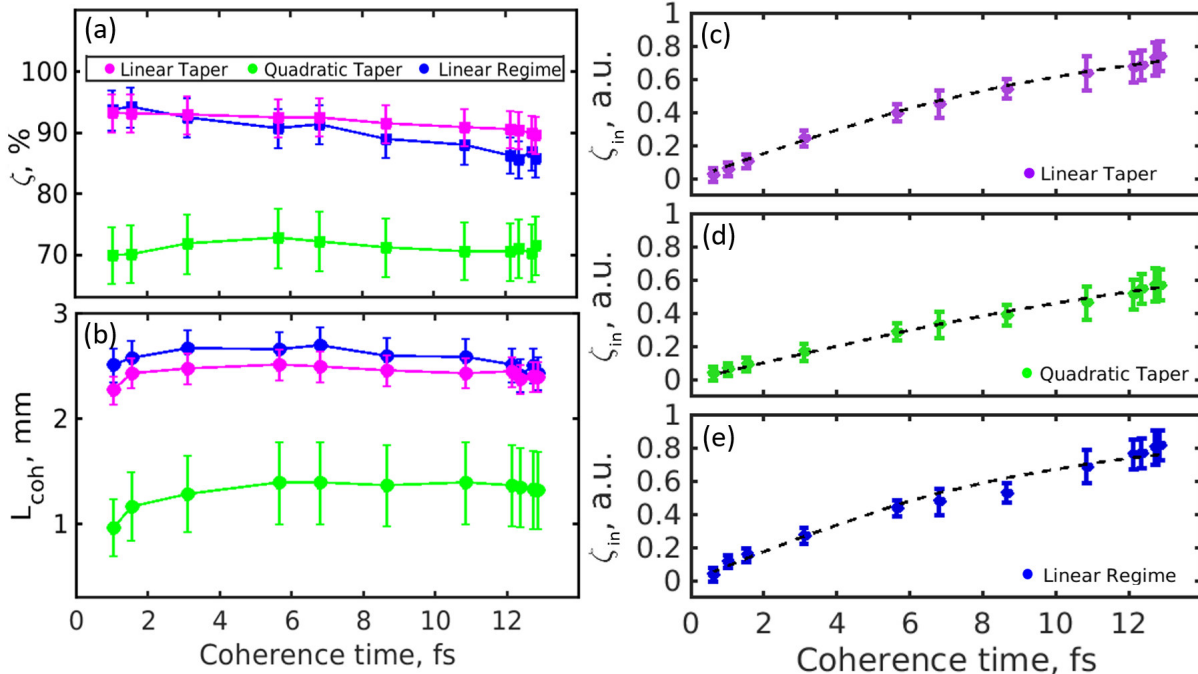 (a)
Linear Taper Quadratic Taper Linear Regime
100
90
80
70
ζ, %
(b)
3
2
1
L_coh, mm
0 2 4 6 8 10 12
Coherence time, fs
(c)
1
0.8
0.6
0.4
0.2
0
ζ_in, a.u.
Linear Taper
(d)
1
0.8
0.6
0.4
0.2
0
ζ_in, a.u.
Quadratic Taper
(e)
1
0.8
0.6
0.4
0.2
0
ζ_in, a.u.
Linear Regime
0 2 4 6 8 10 12
Coherence time, fs